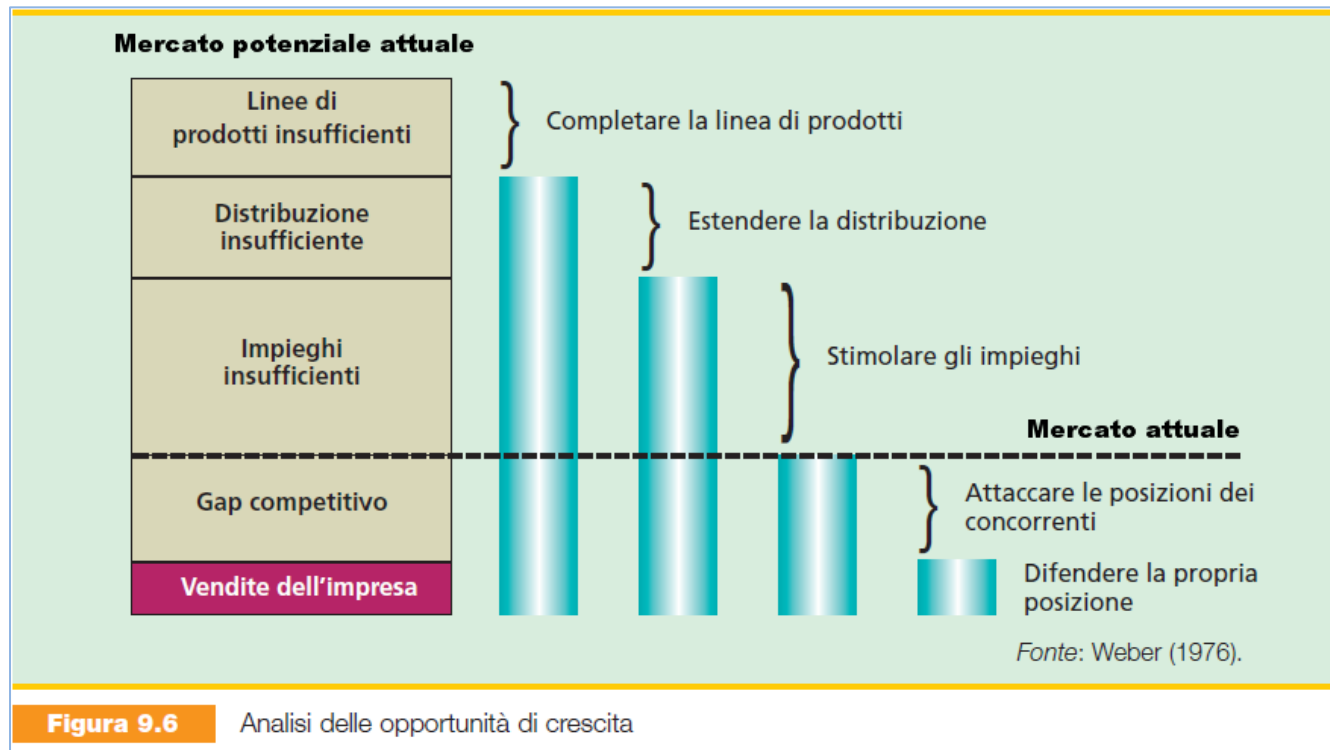 Mercato potenziale attuale
Linee di
prodotti insufficienti
Completare la linea di prodotti
Distribuzione
insufficiente
Estendere la distribuzione
Impieghi
insufficienti
Stimolare gli impieghi
Mercato attuale
Gap competitivo
Attaccare le posizioni dei
concorrenti
Vendite dell'impresa
Difendere la propria
posizione
Fonte: Weber (1976).
Figura 9.6 Analisi delle opportunità di crescita